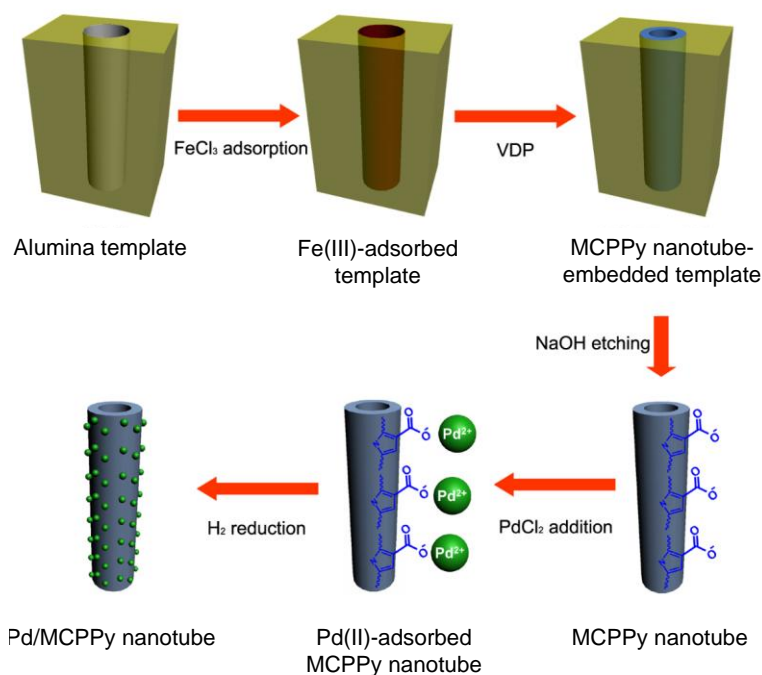 FeCl₃ adsorption
VDP
Alumina template
Fe(III)-adsorbed
template
MCPPy nanotube-
embedded template
NaOH etching
O
O
O
O
O
O
PdCl₂ addition
Pd²⁺
Pd²⁺
Pd²⁺
O
O
O
O
O
O
H₂ reduction
MCPPy nanotube
Pd(II)-adsorbed
MCPPy nanotube
Pd/MCPPy nanotube